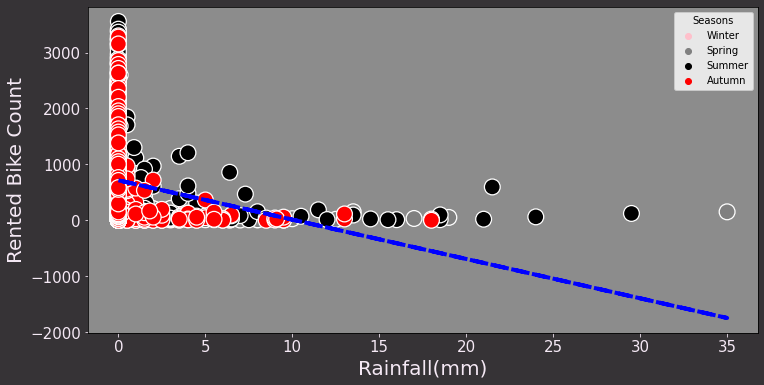 Seasons
Winter
Spring
Summer
Autumn
3000
2000
1000
0
−1000
−2000
Rented Bike Count
0 5 10 15 20 25 30 35
Rainfall(mm)